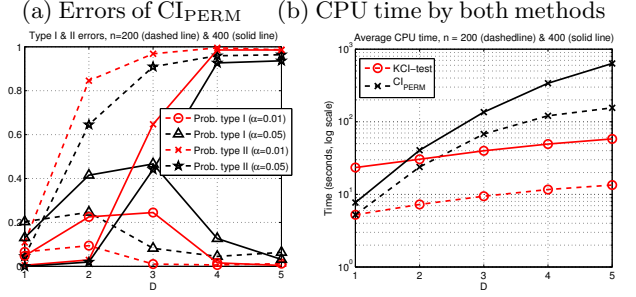 (a) Errors of CI_PERM
(b) CPU time by both methods
Type I & II errors, n=200 (dashed line) & 400 (solid line)
1
0.8
0.6
0.4
0.2
0
Prob. type I (α=0.01)
Prob. type I (α=0.05)
Prob. type II (α=0.01)
Prob. type II (α=0.05)
1 2 3 4 5
D
Average CPU time, n = 200 (dashedline) & 400 (solid line)
Time (seconds, log scale)
10^3
10^2
10^1
10^0
KCI−test
CI_PERM
1 2 3 4 5
D